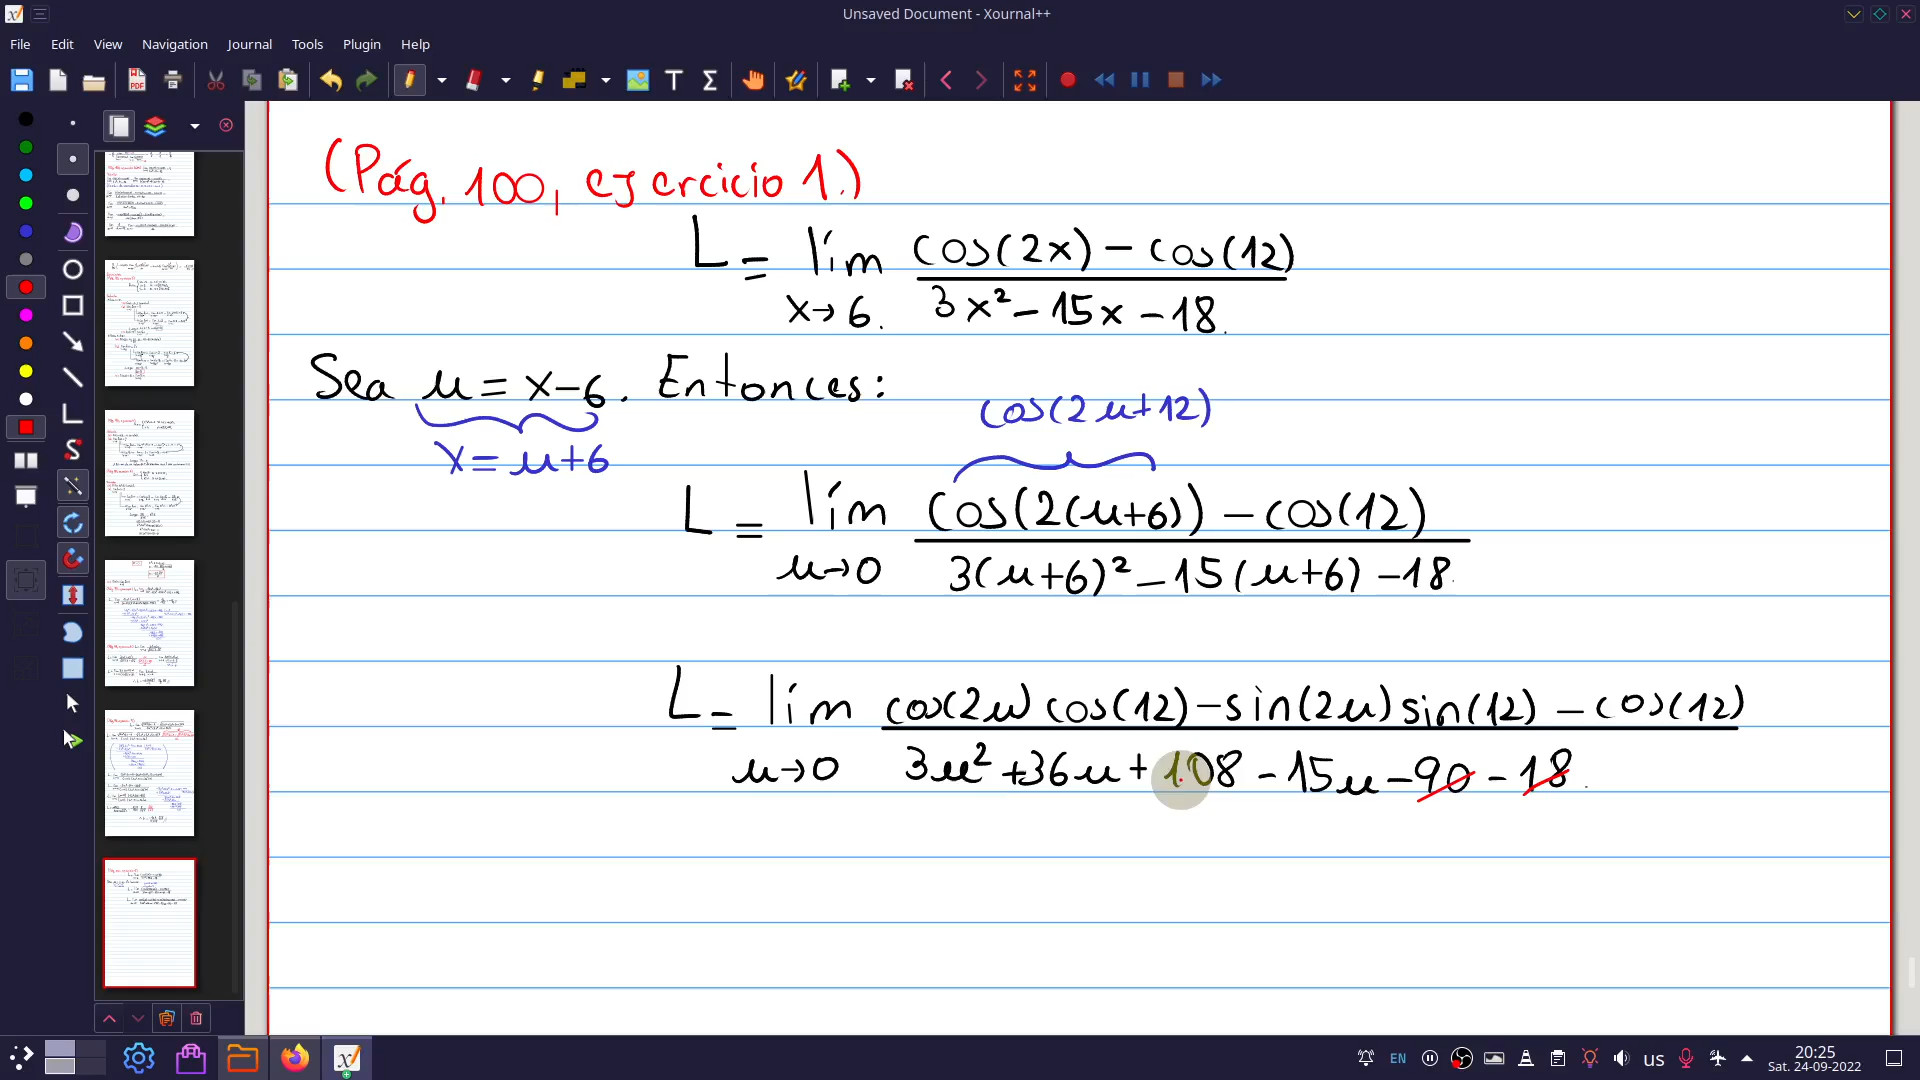 Unsaved Document - Xournal++
File Edit View Navigation Journal Tools Plugin Help
(Pág. 100, ejercicio 1.)
L = lím x→6 (cos(2x) - cos(12)) / (3x² - 15x - 18)
Sea u = x-6. Entonces:
cos(2u+12)
x = u+6
L = lím u→0 (cos(2(u+6)) - cos(12)) / (3(u+6)² - 15(u+6) - 18)
L = lím u→0 (cos(2u) cos(12) - sin(2u) sin(12) - cos(12)) / (3u² + 36u + 108 - 15u - 90 - 18)
EN
us
20:25
Sat. 24-09-2022